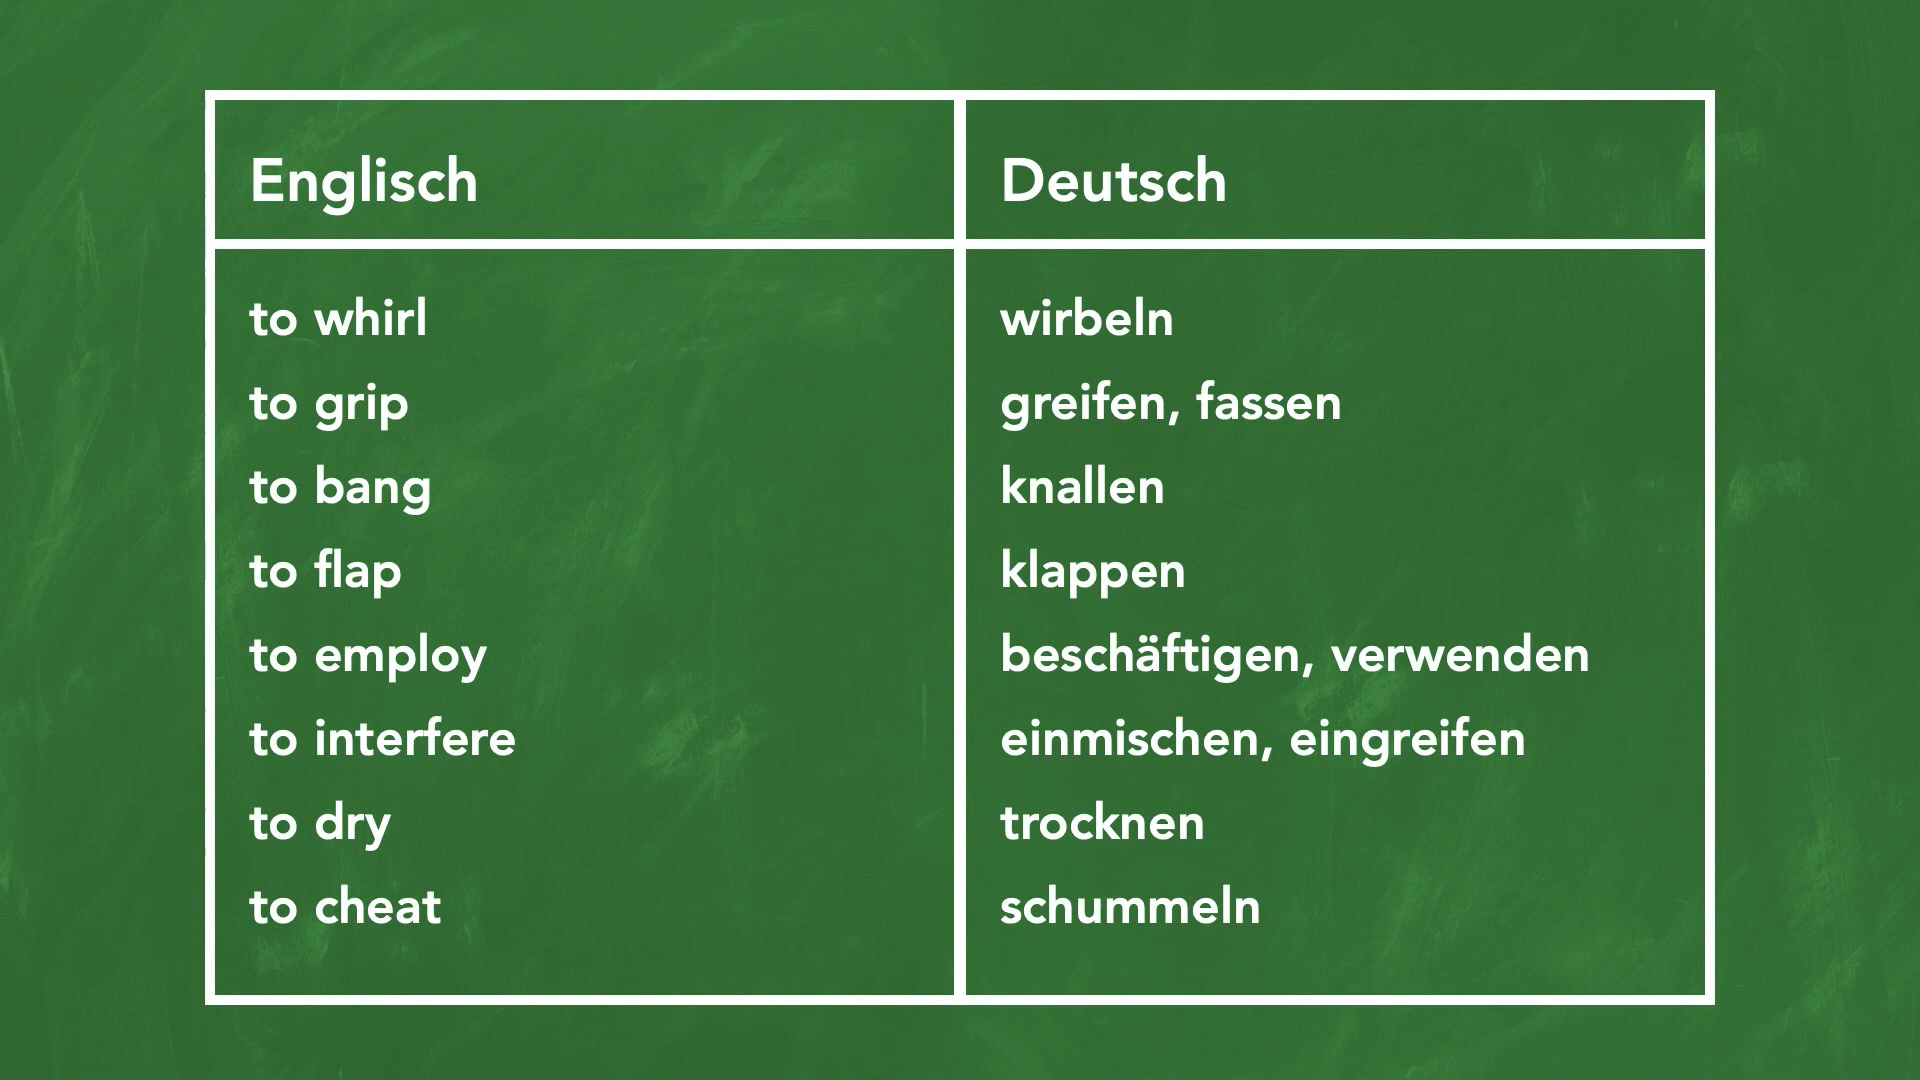 Englisch Deutsch
to whirl wirbeln
to grip greifen, fassen
to bang knallen
to flap klappen
to employ beschäftigen, verwenden
to interfere einmischen, eingreifen
to dry trocknen
to cheat schummeln